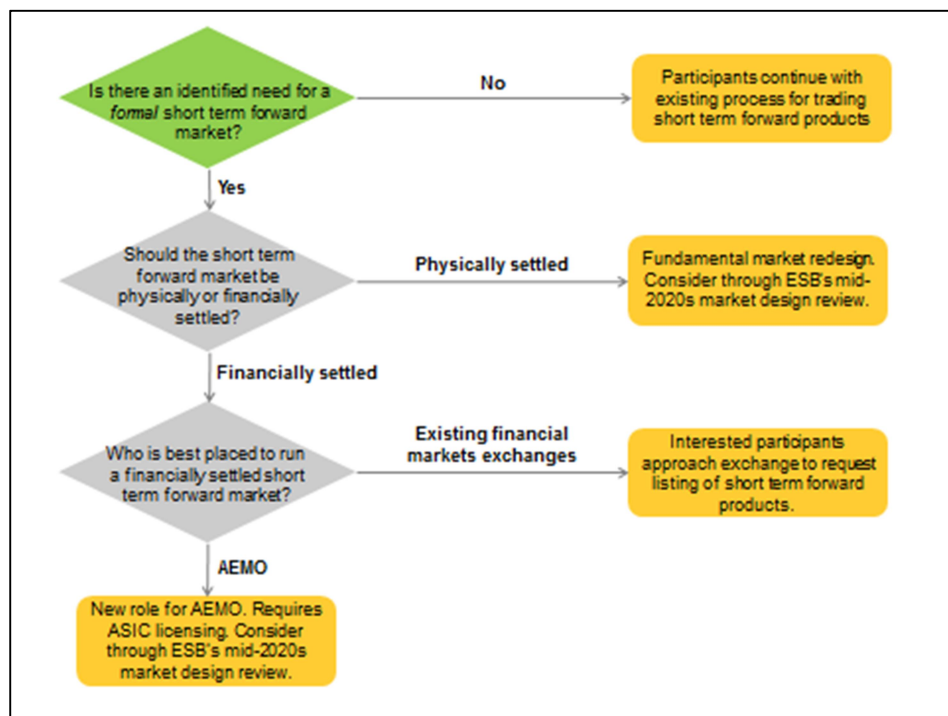 Is there an identified need for a
formal short term forward
market?
No
Participants continue with
existing process for trading
short term forward products
Yes
Should the short term
forward market be
physically or financially
settled?
Physically settled
Fundamental market redesign.
Consider through ESB's mid-
2020s market design review.
Financially settled
Who is best placed to run
a financially settled short
term forward market?
Existing financial
markets exchanges
Interested participants
approach exchange to request
listing of short term forward
products.
AEMO
New role for AEMO. Requires
ASIC licensing. Consider
through ESB's mid-2020s
market design review.